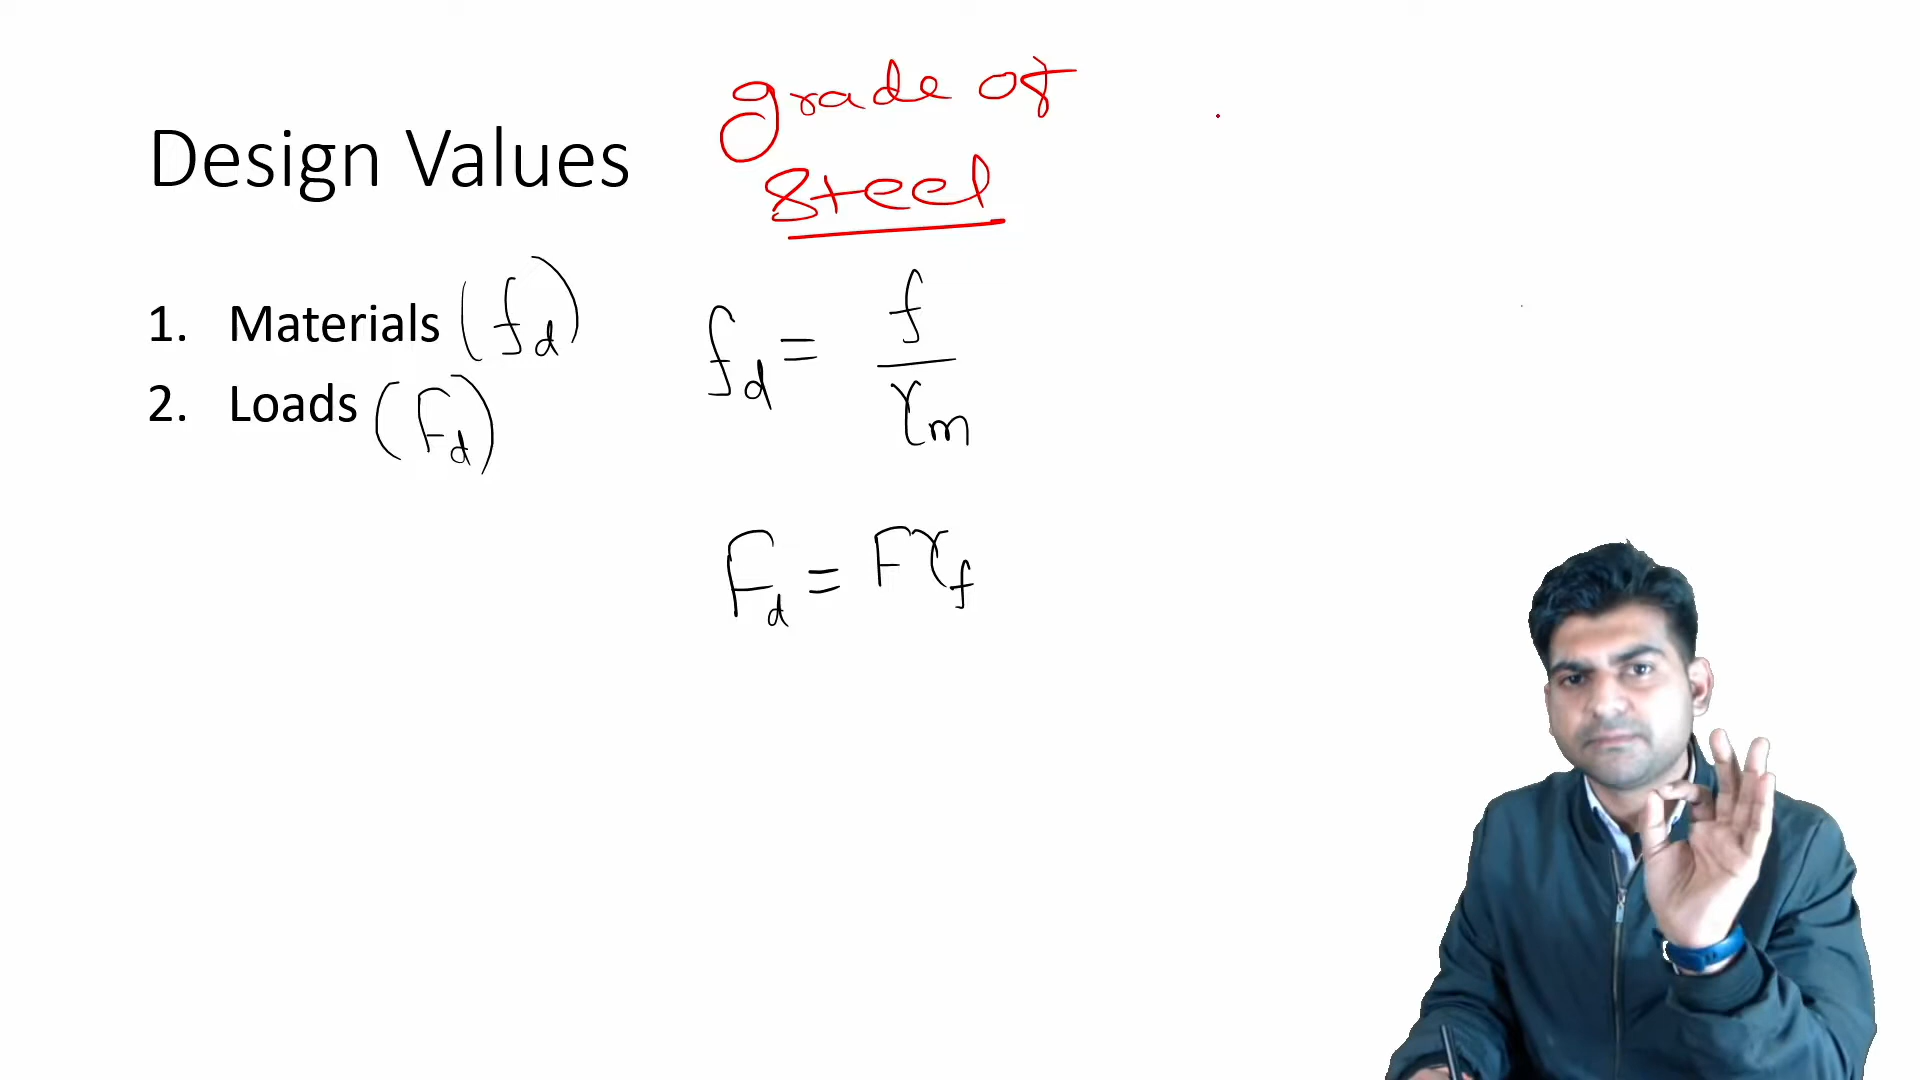 Design Values
grade of
steel
1. Materials (fd)
2. Loads (Fd)
fd = f/γm
Fd = Fγf